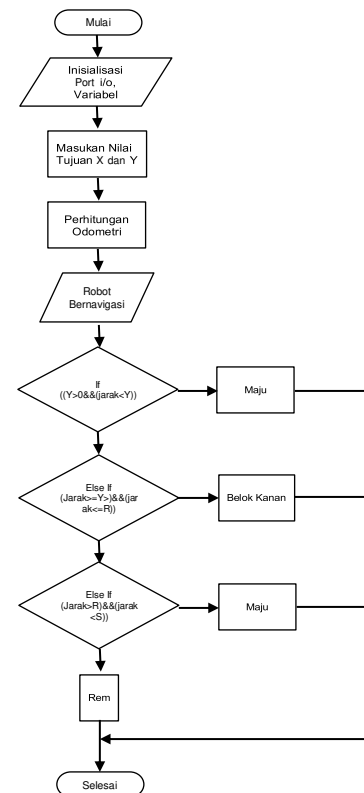 Mulai
Inisialisasi
Port i/o,
Variabel
Masukan Nilai
Tujuan X dan Y
Perhitungan
Odometri
Robot
Bernavigasi
If
((Y>0&&(jarak<Y))
Maju
Else If
(Jarak>=Y>)&&(jar
ak<=R))
Belok Kanan
Else If
(Jarak>R)&&(jarak
<S))
Maju
Rem
Selesai